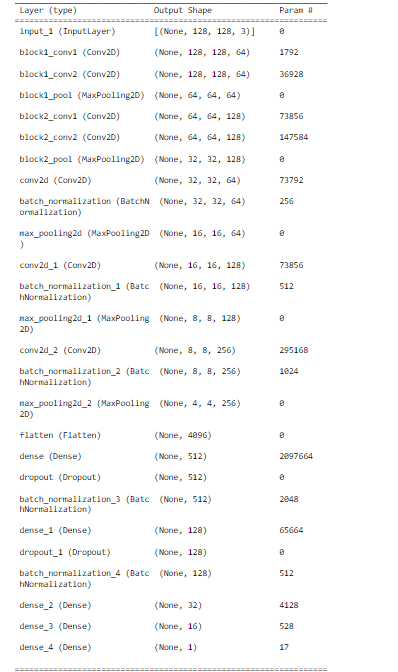 Layer (type) Output Shape Param #
input_1 (InputLayer) [(None, 128, 128, 3)] 0
block1_conv1 (Conv2D) (None, 128, 128, 64) 1792
block1_conv2 (Conv2D) (None, 128, 128, 64) 36928
block1_pool (MaxPooling2D) (None, 64, 64, 64) 0
block2_conv1 (Conv2D) (None, 64, 64, 128) 73856
block2_conv2 (Conv2D) (None, 64, 64, 128) 147584
block2_pool (MaxPooling2D) (None, 32, 32, 128) 0
conv2d (Conv2D) (None, 32, 32, 64) 73792
batch_normalization (BatchN (None, 32, 32, 64) 256
ormalization)
max_pooling2d (MaxPooling2D (None, 16, 16, 64) 0
)
conv2d_1 (Conv2D) (None, 16, 16, 128) 73856
batch_normalization_1 (Batc (None, 16, 16, 128) 512
hNormalization)
max_pooling2d_1 (MaxPooling (None, 8, 8, 128) 0
2D)
conv2d_2 (Conv2D) (None, 8, 8, 256) 295168
batch_normalization_2 (Batc (None, 8, 8, 256) 1024
hNormalization)
max_pooling2d_2 (MaxPooling (None, 4, 4, 256) 0
2D)
flatten (Flatten) (None, 4096) 0
dense (Dense) (None, 512) 2097664
dropout (Dropout) (None, 512) 0
batch_normalization_3 (Batc (None, 512) 2048
hNormalization)
dense_1 (Dense) (None, 128) 65664
dropout_1 (Dropout) (None, 128) 0
batch_normalization_4 (Batc (None, 128) 512
hNormalization)
dense_2 (Dense) (None, 32) 4128
dense_3 (Dense) (None, 16) 528
dense_4 (Dense) (None, 1) 17